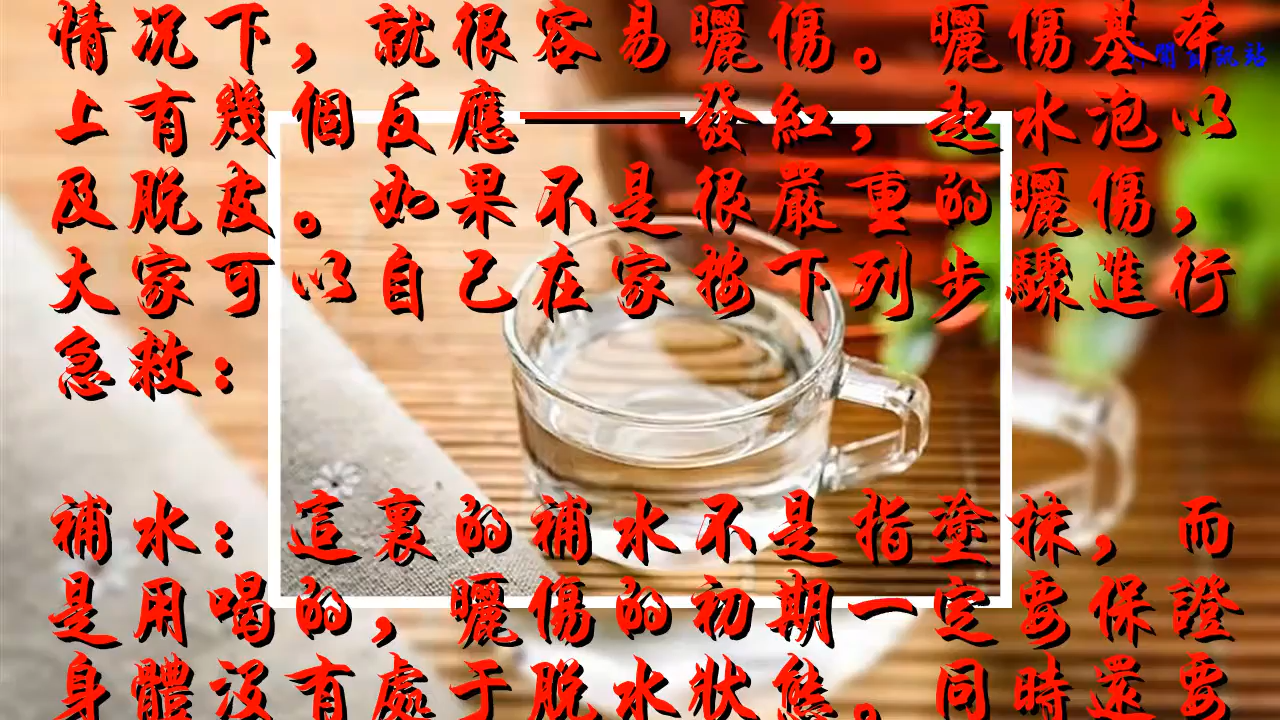 情况下，就很容易曬傷。曬傷基本
上有幾個反應——發紅，起水泡以
及脫皮。如果不是很嚴重的曬傷，
大家可以自己在家按下列步驟進行
急救：
補水：這裏的補水不是指塗抹，而
是用喝的，曬傷的初期一定要保證
身體沒有處于脫水狀態。同時還要